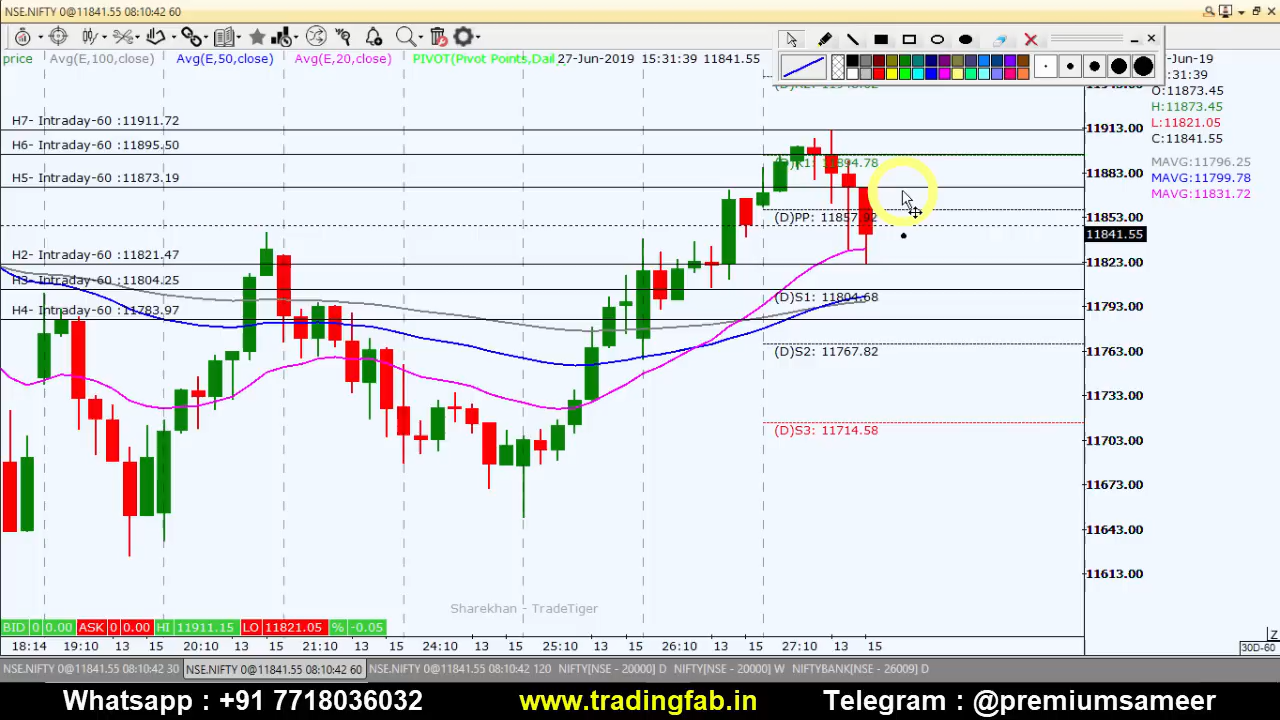 NSE.NIFTY 0@11841.55 08:10:42 60
price Avg(E,100,close) Avg(E,50,close) Avg(E,20,close) PIVOT(Pivot Points,Dail 27-Jun-2019 15:31:39 11841.55
-Jun-19
:31:39
O:11873.45
H:11873.45
L:11821.05
C:11841.55
MAVG:11796.25
MAVG:11799.78
MAVG:11831.72
H7- Intraday-60 :11911.72
H6- Intraday-60 :11895.50
H5- Intraday-60 :11873.19
H2- Intraday-60 :11821.47
H3- Intraday-60 :11804.25
H4- Intraday-60 :11783.97
(D)R1: 11894.78
(D)PP: 11857.92
(D)S1: 11804.68
(D)S2: 11767.82
(D)S3: 11714.58
11913.00
11883.00
11853.00
11841.55
11823.00
11793.00
11763.00
11733.00
11703.00
11673.00
11643.00
11613.00
Sharekhan - TradeTiger
BID 0 0.00 ASK 0 0.00 HI 11911.15 LO 11821.05 % -0.05
18:14 19:10 13 15 20:10 13 15 21:10 13 15 24:10 13 15 25:10 13 15 26:10 13 15 27:10 13 15
Z
30D-60
NSE.NIFTY 0@11841.55 08:10:42 30 NSE.NIFTY 0@11841.55 08:10:42 60 NSE.NIFTY 0@11841.55 08:10:42 120 NIFTY[NSE - 20000] D NIFTY[NSE - 20000] W NIFTYBANK[NSE - 26009] D
Whatsapp : +91 7718036032 www.tradingfab.in Telegram : @premiumsameer